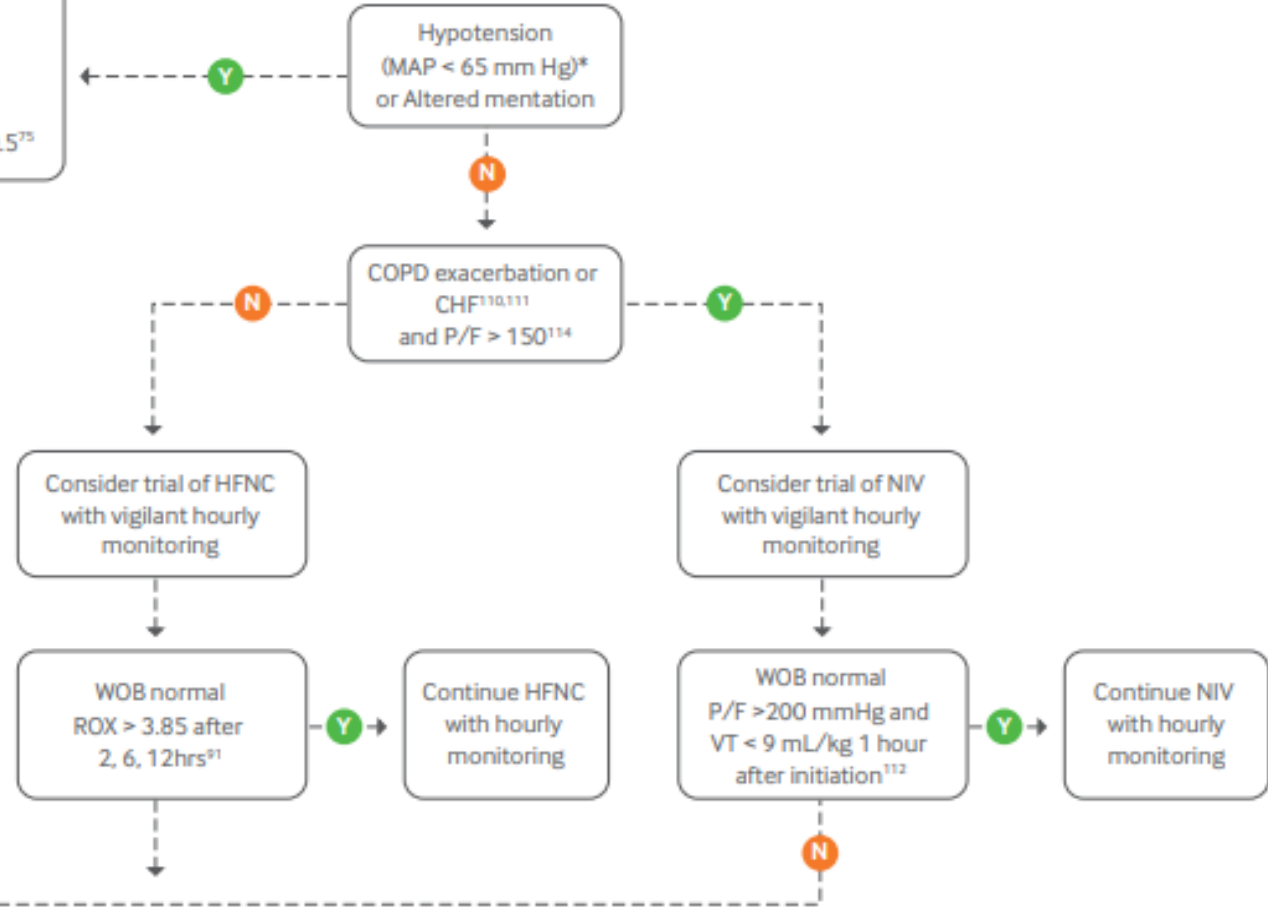 Hypotension
(MAP < 65 mm Hg)*
or Altered mentation
Y
.5⁷⁵
N
COPD exacerbation or
CHF¹¹⁰,¹¹¹
and P/F > 150¹¹⁴
N
Y
Consider trial of HFNC
with vigilant hourly
monitoring
Consider trial of NIV
with vigilant hourly
monitoring
WOB normal
ROX > 3.85 after
2, 6, 12hrs⁹¹
Y
Continue HFNC
with hourly
monitoring
WOB normal
P/F >200 mmHg and
VT < 9 mL/kg 1 hour
after initiation¹¹²
Y
Continue NIV
with hourly
monitoring
N